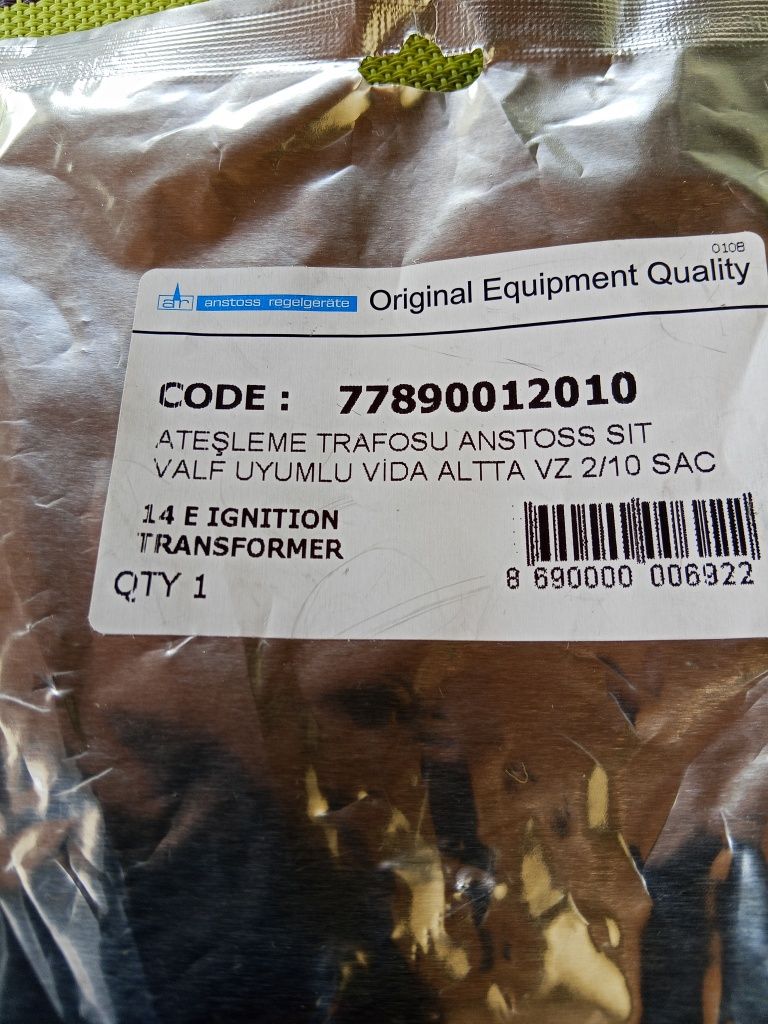 0108
ar anstoss regelgeräte Original Equipment Quality
CODE : 77890012010
ATEŞLEME TRAFOSU ANSTOSS SIT
VALF UYUMLU VİDA ALTTA VZ 2/10 SAC
14 E IGNITION
TRANSFORMER
QTY 1
8 690000 006922